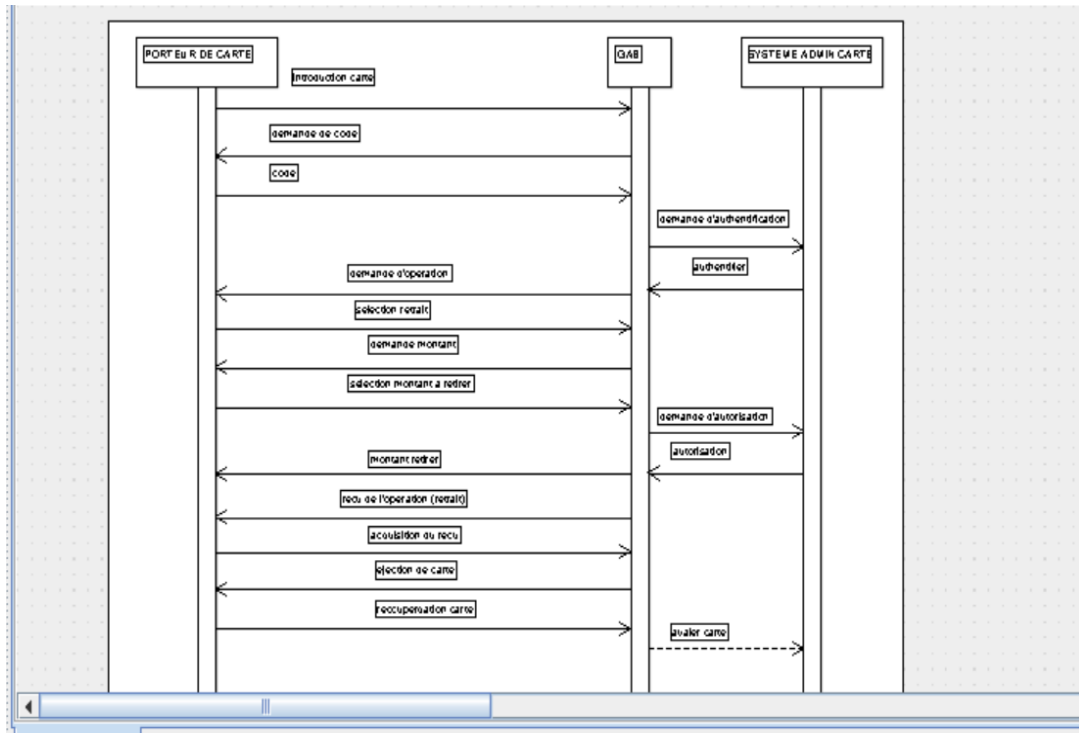 PORTEUR DE CARTE
GAB
SYSTEME ADMIN CARTE
introduction carte
demande de code
code
demande d'authentification
authentifier
demande d'operation
selection retrait
demande montant
selection montant a retirer
demande d'autorisation
autorisation
montant retirer
recu de l'operation (retrait)
acquisition du recu
ejection de carte
reccuperation carte
avaler carte